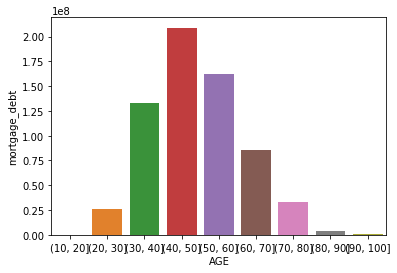 1e8
2.00
1.75
1.50
1.25
1.00
0.75
0.50
0.25
0.00
mortgage_debt
(10, 20] (20, 30] (30, 40] (40, 50] (50, 60] (60, 70] (70, 80] (80, 90] (90, 100]
AGE